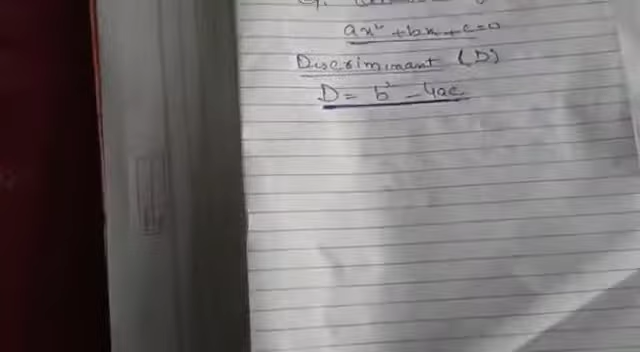 ax² + bx + c = 0
Discriminant (D)
D = b² - 4ac